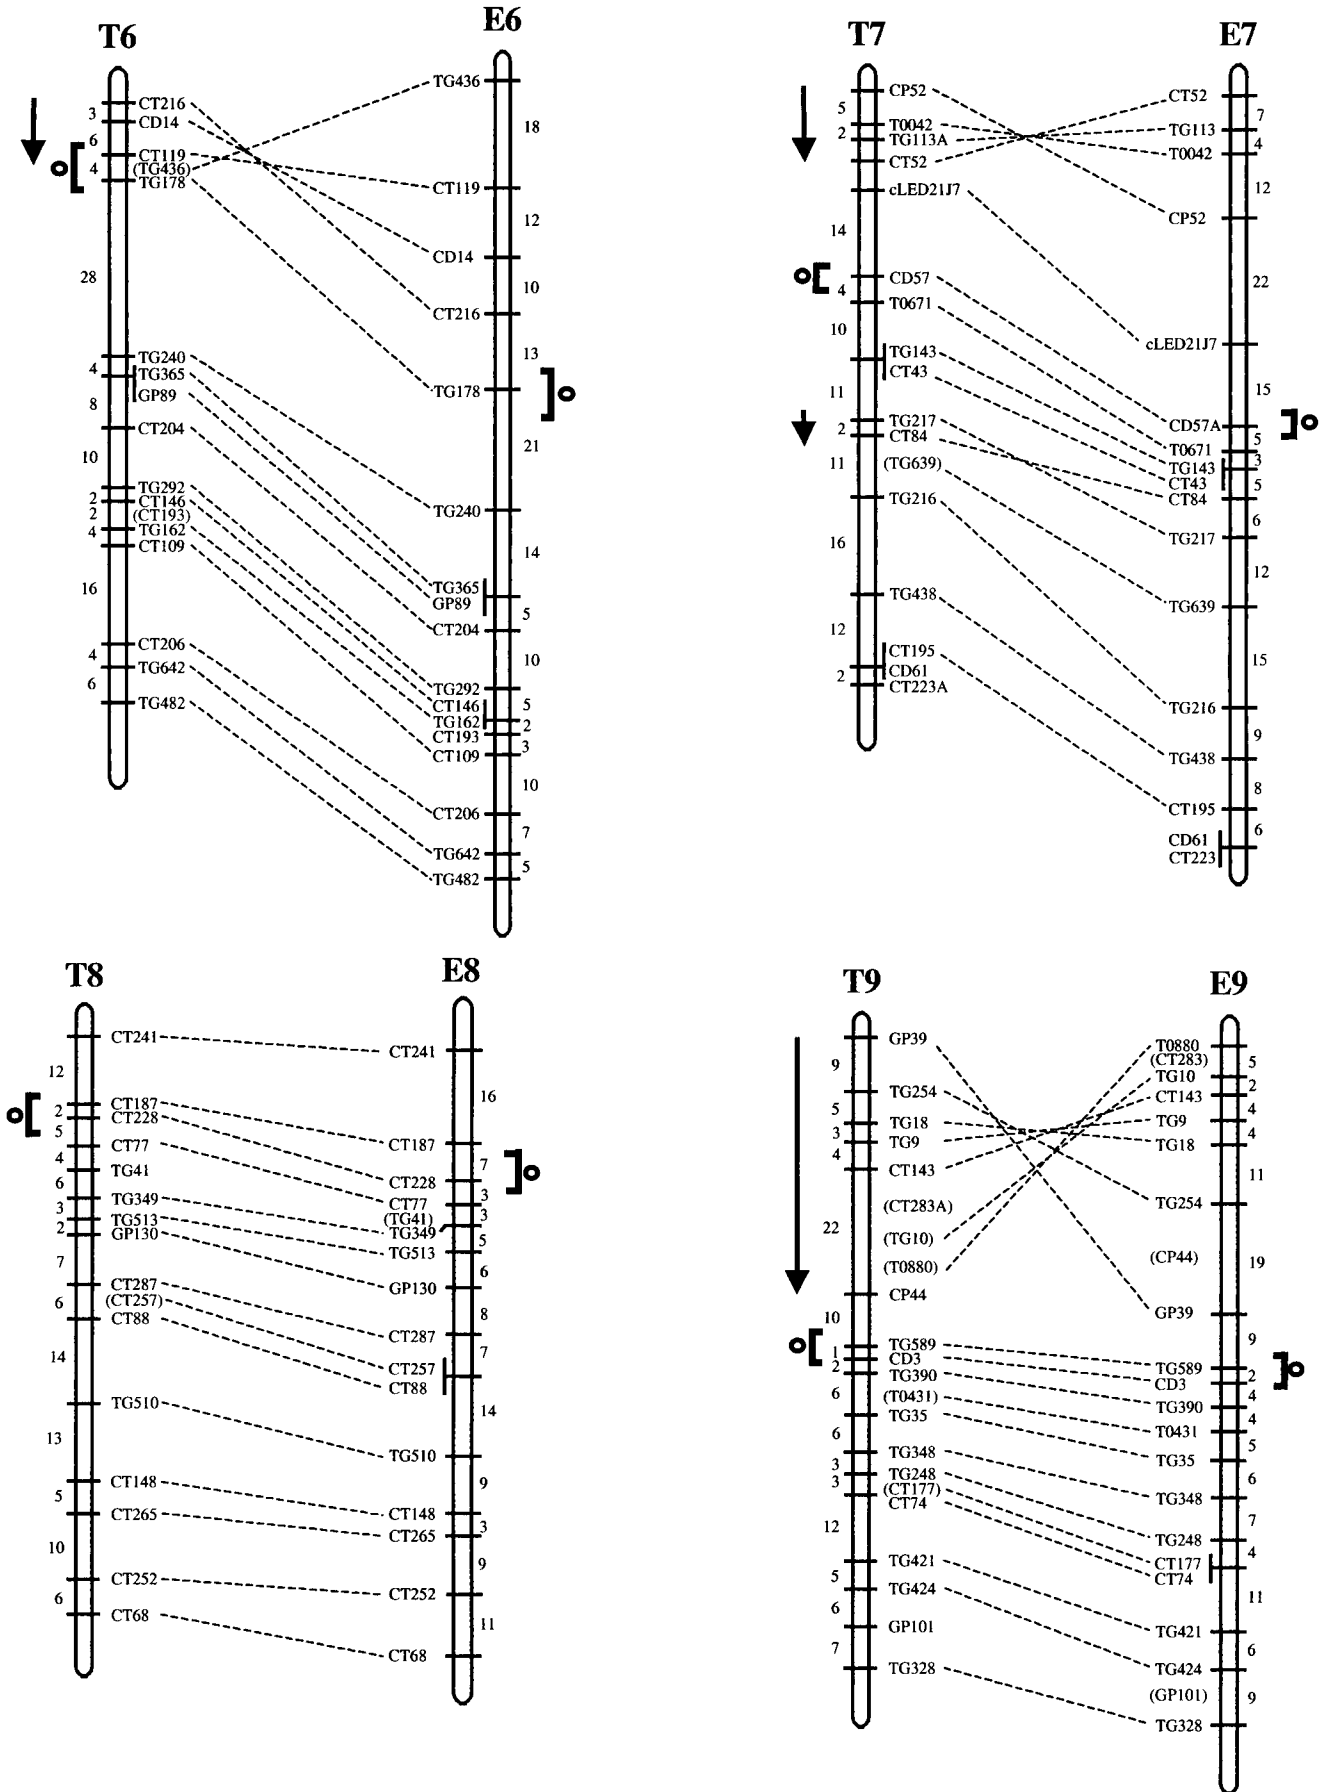 T6
3
6
4
28
4
8
10
2
2
4
16
4
6
CT216
CD14
CT119
(TG436)
TG178
TG240
TG365
GP89
CT204
TG292
CT146
(CT193)
TG162
CT109
CT206
TG642
TG482
E6
TG436
CT119
CD14
CT216
TG178
TG240
TG365
GP89
CT204
TG292
CT146
TG162
CT193
CT109
CT206
TG642
TG482
18
12
10
13
21
14
5
10
5
2
3
10
7
5
T7
5
2
14
4
10
11
2
11
16
12
2
CP52
T0042
TG113A
CT52
cLED21J7
CD57
T0671
TG143
CT43
TG217
CT84
(TG639)
TG216
TG438
CT195
CD61
CT223A
E7
CT52
TG113
T0042
CP52
cLED21J7
CD57A
T0671
TG143
CT43
CT84
TG217
TG639
TG216
TG438
CT195
CD61
CT223
7
4
12
22
15
5
3
5
6
12
15
9
8
6
T8
12
2
5
4
6
3
2
7
6
14
13
5
10
6
CT241
CT187
CT228
CT77
TG41
TG349
TG513
GP130
CT287
(CT257)
CT88
TG510
CT148
CT265
CT252
CT68
E8
CT241
CT187
CT228
CT77
(TG41)
TG349
TG513
GP130
CT287
CT257
CT88
TG510
CT148
CT265
CT252
CT68
16
7
3
3
5
6
8
7
14
9
3
9
11
T9
9
5
3
4
22
10
1
2
6
6
3
3
12
5
6
7
GP39
TG254
TG18
TG9
CT143
(CT283A)
(TG10)
(T0880)
CP44
TG589
CD3
TG390
(T0431)
TG35
TG348
TG248
(CT177)
CT74
TG421
TG424
GP101
TG328
E9
T0880
(CT283)
TG10
CT143
TG9
TG18
TG254
(CP44)
GP39
TG589
CD3
TG390
T0431
TG35
TG348
TG248
CT177
CT74
TG421
TG424
(GP101)
TG328
5
2
4
4
11
19
9
2
4
4
5
6
7
4
11
6
9